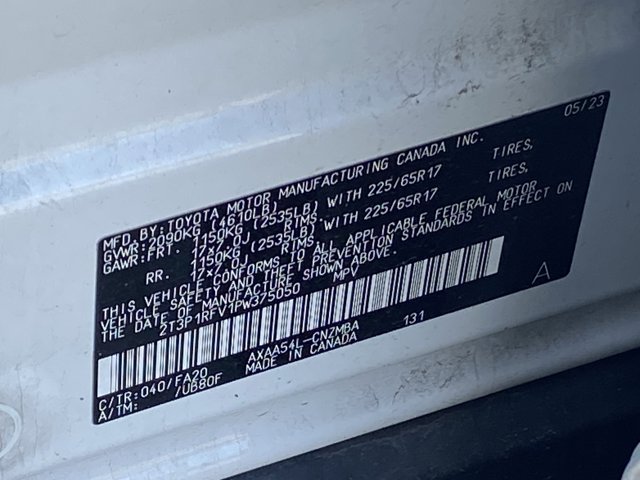 05/23
MFD.BY:TOYOTA MOTOR MANUFACTURING CANADA INC.
GVWR:2090KG (4610LB)
GAWR:FRT. 1150KG (2535LB) WITH 225/65R17 TIRES,
17X7.0J RIMS,
RR. 1150KG (2535LB) WITH 225/65R17 TIRES,
17X7.0J RIMS.
THIS VEHICLE CONFORMS TO ALL APPLICABLE FEDERAL MOTOR
VEHICLE SAFETY AND THEFT PREVENTION STANDARDS IN EFFECT ON
THE DATE OF MANUFACTURE SHOWN ABOVE.
2T3P1RFV1PW375050 MPV
A
C/TR:040/FA20 AXAA54L-CNZMBA 131
A/TM: /UB80F MADE IN CANADA